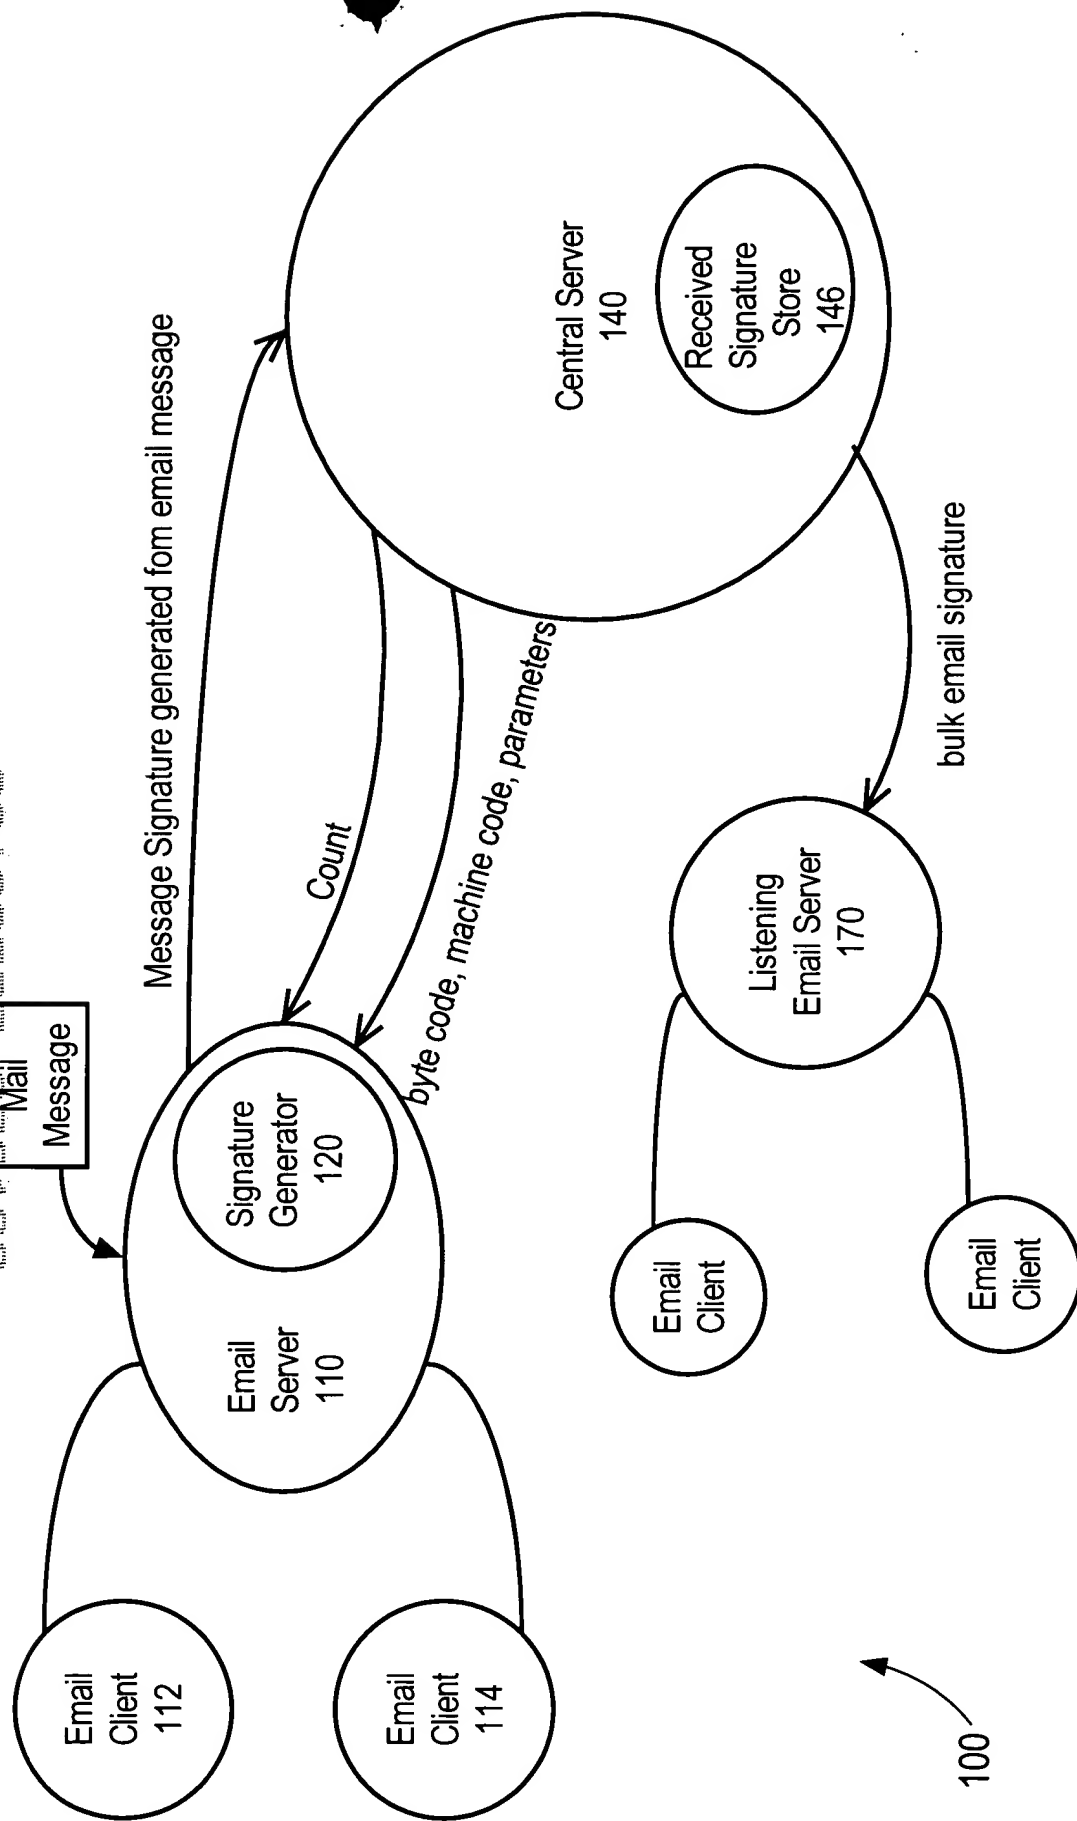 Mail
Message
Message Signature generated fom email message
Count
byte code, machine code, parameters
Central Server
140
Received
Signature
Store
146
Signature
Generator
120
Email
Server
110
Email
Client
112
Email
Client
114
bulk email signature
Listening
Email Server
170
Email
Client
Email
Client
100